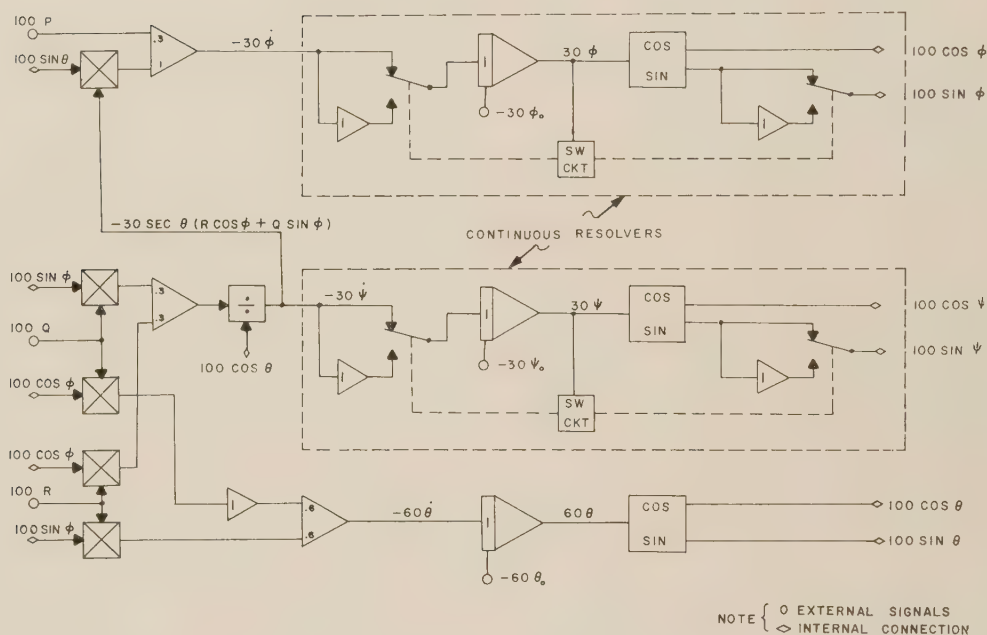 100 P
100 SIN θ
.3
1
-30 φ̇
1
1
30 φ
-30 φ₀
COS
SIN
1
SW
CKT
100 COS φ
100 SIN φ
-30 SEC θ (R COS φ + Q SIN φ)
CONTINUOUS RESOLVERS
100 SIN φ
100 Q
100 COS φ
.3
.3
÷
100 COS θ
-30 ψ̇
1
1
30 ψ
-30 ψ₀
COS
SIN
1
SW
CKT
100 COS ψ
100 SIN ψ
100 COS φ
100 R
100 SIN φ
1
.6
.6
-60 θ̇
1
60 θ
-60 θ₀
COS
SIN
100 COS θ
100 SIN θ
NOTE { O EXTERNAL SIGNALS
◇ INTERNAL CONNECTION